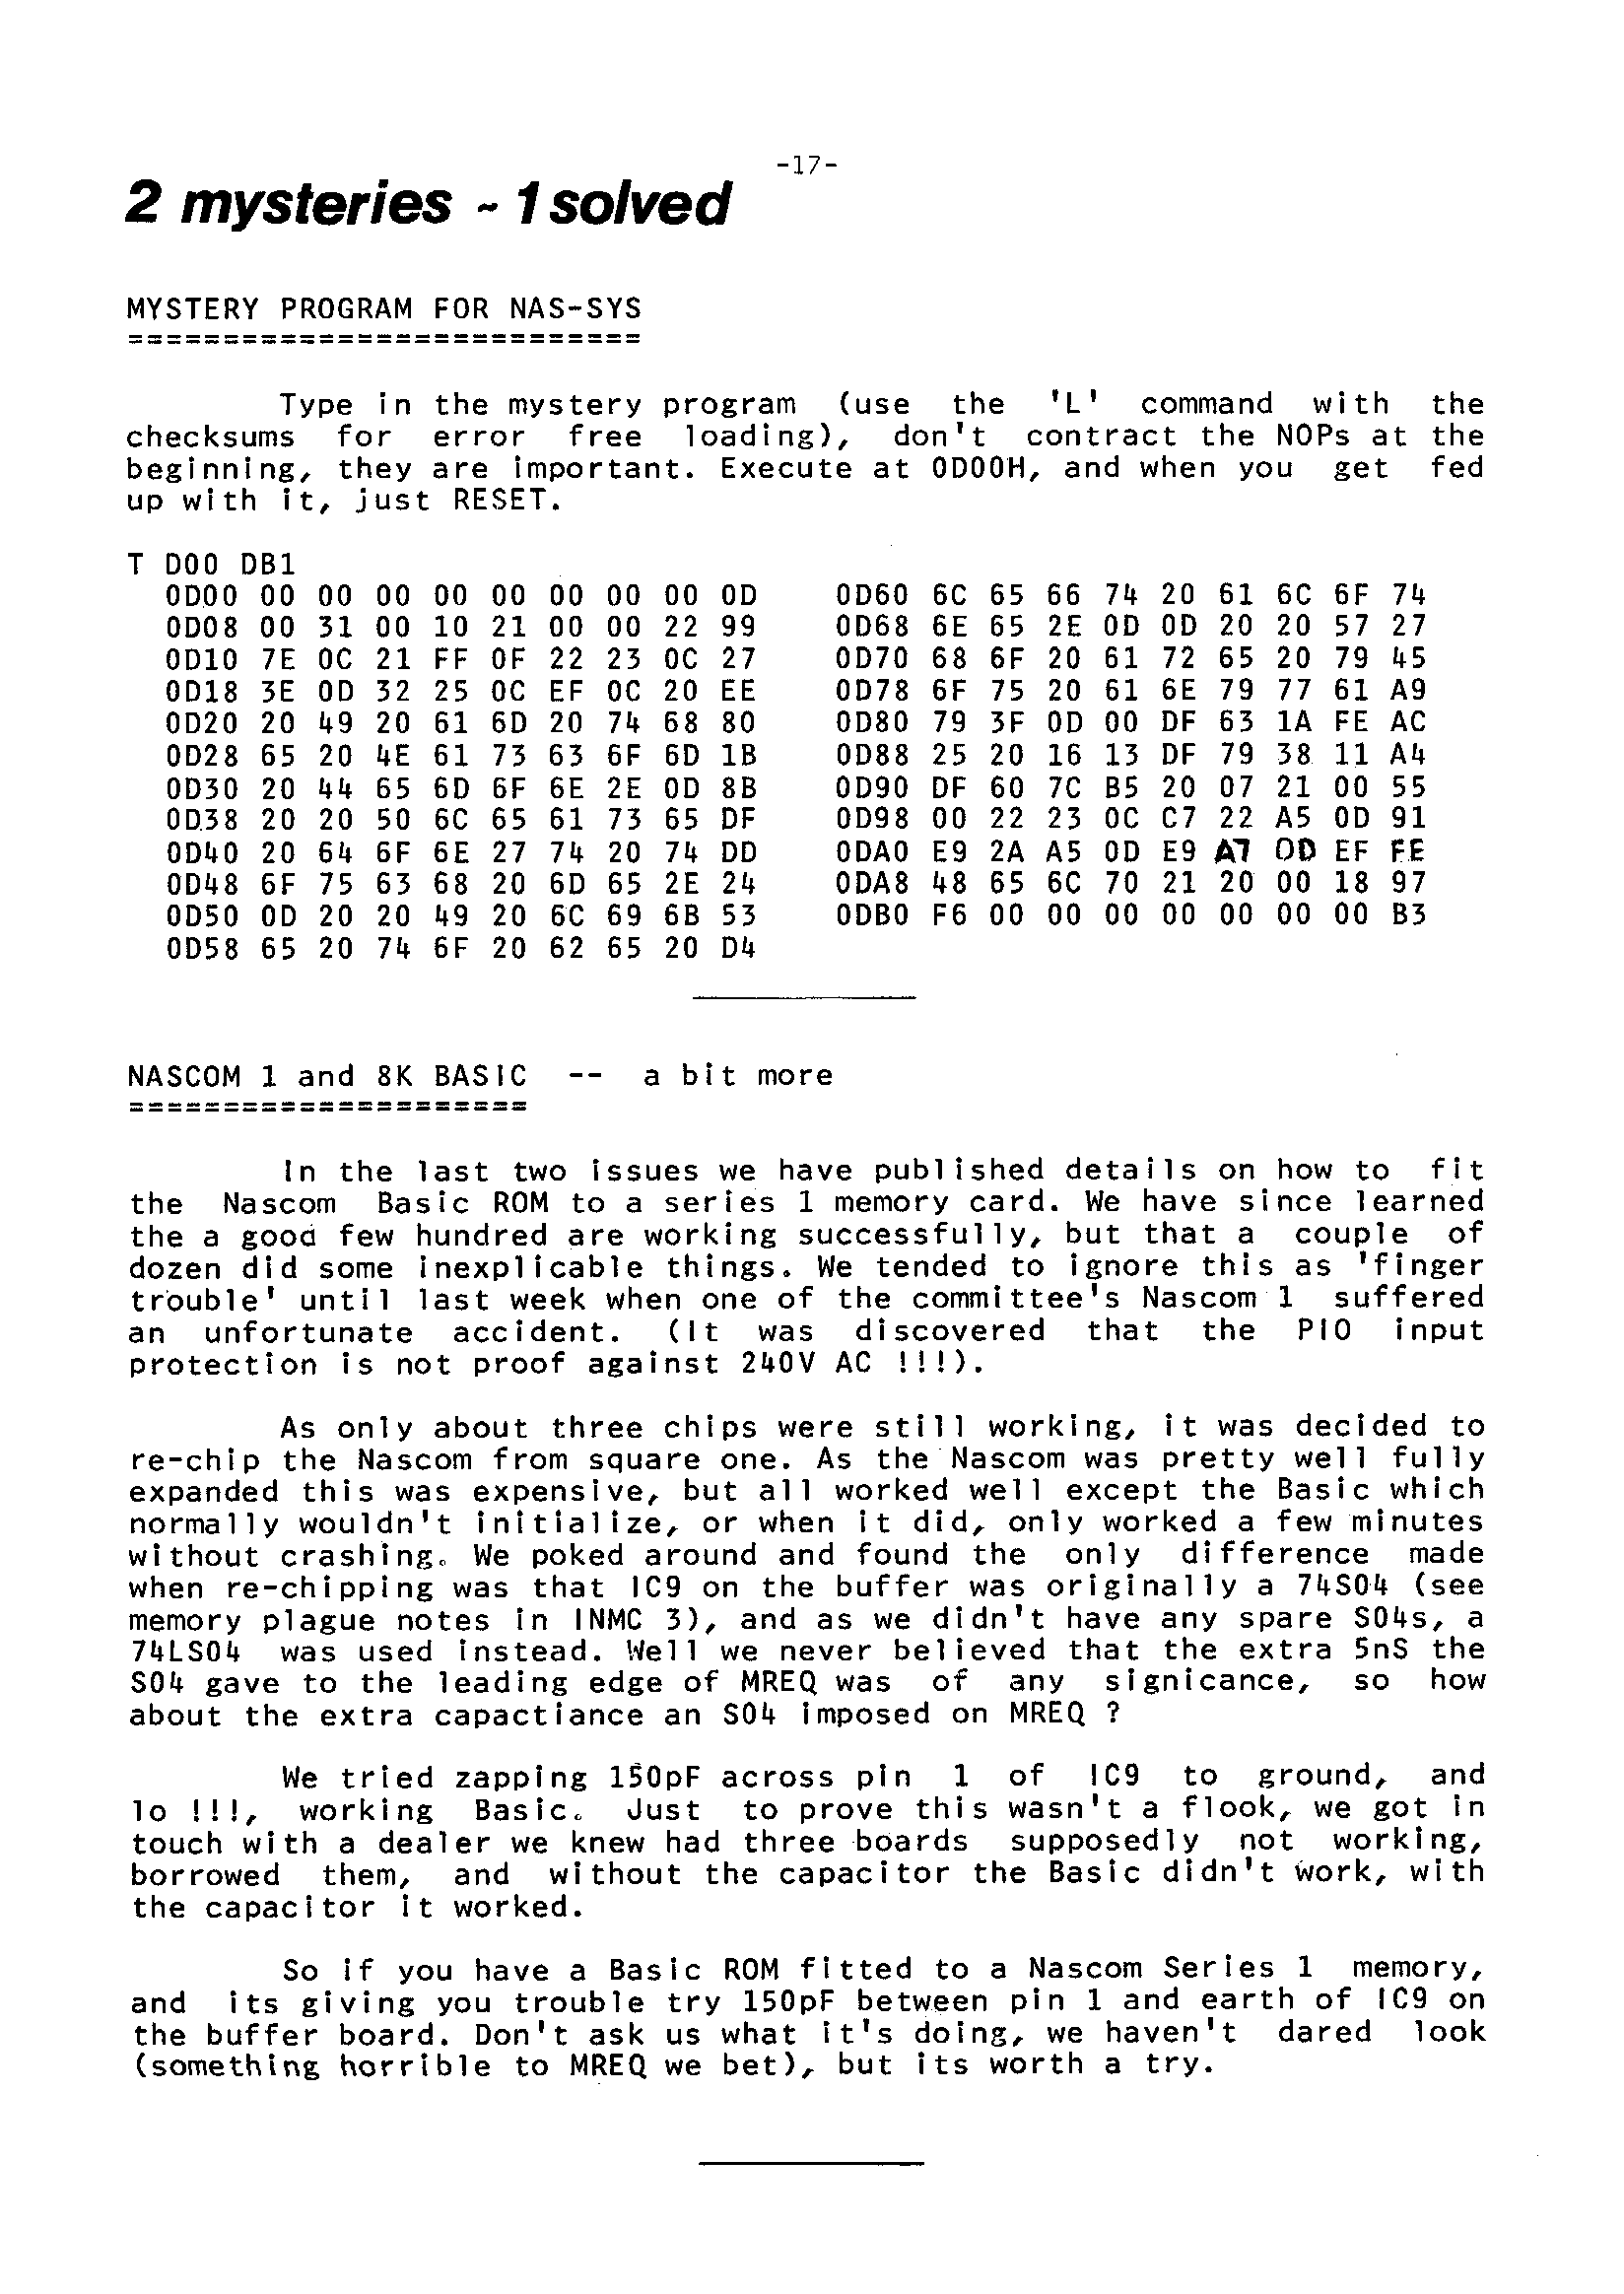 -17-
2 mysteries ~ 1 solved
MYSTERY PROGRAM FOR NAS-SYS
===========================
Type in the mystery program (use the 'L' command with the
checksums for error free loading), don't contract the NOPs at the
beginning, they are important. Execute at 0D00H, and when you get fed
up with it, just RESET.
T D00 DB1
0D00 00 00 00 00 00 00 00 00 0D
0D08 00 31 00 10 21 00 00 22 99
0D10 7E 0C 21 FF 0F 22 23 0C 27
0D18 3E 0D 32 25 0C EF 0C 20 EE
0D20 20 49 20 61 6D 20 74 68 80
0D28 65 20 4E 61 73 63 6F 6D 1B
0D30 20 44 65 6D 6F 6E 2E 0D 8B
0D38 20 20 50 6C 65 61 73 65 DF
0D40 20 64 6F 6E 27 74 20 74 DD
0D48 6F 75 63 68 20 6D 65 2E 24
0D50 0D 20 20 49 20 6C 69 6B 53
0D58 65 20 74 6F 20 62 65 20 D4
0D60 6C 65 66 74 20 61 6C 6F 74
0D68 6E 65 2E 0D 0D 20 20 57 27
0D70 68 6F 20 61 72 65 20 79 45
0D78 6F 75 20 61 6E 79 77 61 A9
0D80 79 3F 0D 00 DF 63 1A FE AC
0D88 25 20 16 13 DF 79 38 11 A4
0D90 DF 60 7C B5 20 07 21 00 55
0D98 00 22 23 0C C7 22 A5 0D 91
0DA0 E9 2A A5 0D E9 A7 0D EF FE
0DA8 48 65 6C 70 21 20 00 18 97
0DB0 F6 00 00 00 00 00 00 00 B3
NASCOM 1 and 8K BASIC -- a bit more
=====================
In the last two issues we have published details on how to fit
the Nascom Basic ROM to a series 1 memory card. We have since learned
the a good few hundred are working successfully, but that a couple of
dozen did some inexplicable things. We tended to ignore this as 'finger
trouble' until last week when one of the committee's Nascom 1 suffered
an unfortunate accident. (It was discovered that the PIO input
protection is not proof against 240V AC !!!).
As only about three chips were still working, it was decided to
re-chip the Nascom from square one. As the Nascom was pretty well fully
expanded this was expensive, but all worked well except the Basic which
normally wouldn't initialize, or when it did, only worked a few minutes
without crashing. We poked around and found the only difference made
when re-chipping was that IC9 on the buffer was originally a 74S04 (see
memory plague notes in INMC 3), and as we didn't have any spare S04s, a
74LS04 was used instead. Well we never believed that the extra 5nS the
S04 gave to the leading edge of MREQ was of any signicance, so how
about the extra capactiance an S04 imposed on MREQ ?
We tried zapping 150pF across pin 1 of IC9 to ground, and
lo !!!, working Basic. Just to prove this wasn't a flook, we got in
touch with a dealer we knew had three boards supposedly not working,
borrowed them, and without the capacitor the Basic didn't work, with
the capacitor it worked.
So if you have a Basic ROM fitted to a Nascom Series 1 memory,
and its giving you trouble try 150pF between pin 1 and earth of IC9 on
the buffer board. Don't ask us what it's doing, we haven't dared look
(something horrible to MREQ we bet), but its worth a try.